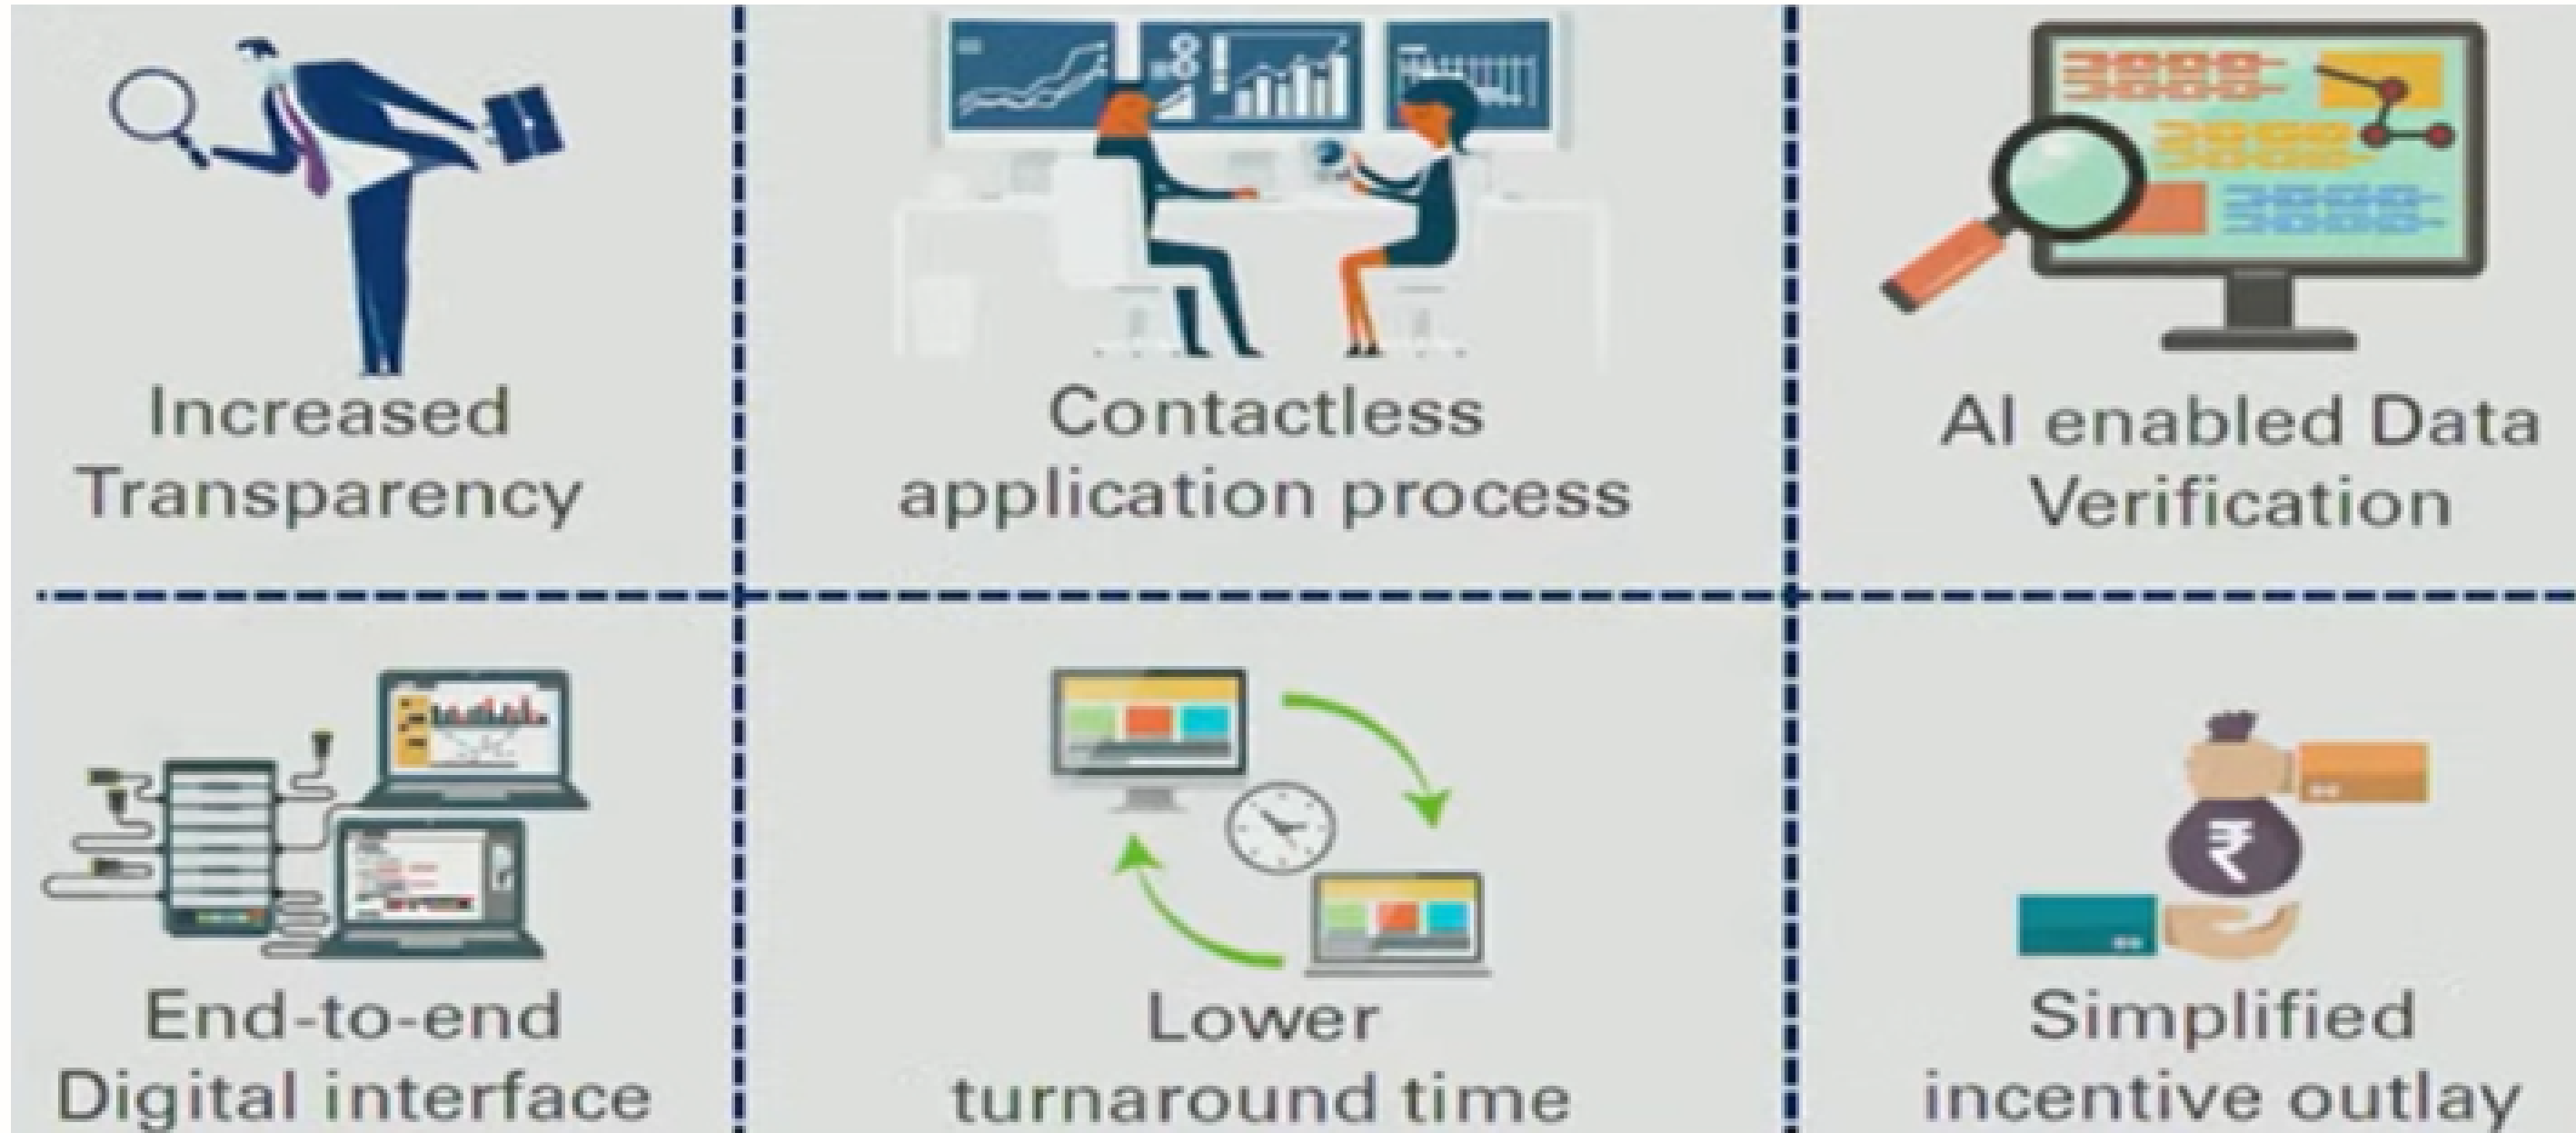 Increased
Transparency
Contactless
application process
AI enabled Data
Verification
End-to-end
Digital interface
Lower
turnaround time
₹
Simplified
incentive outlay